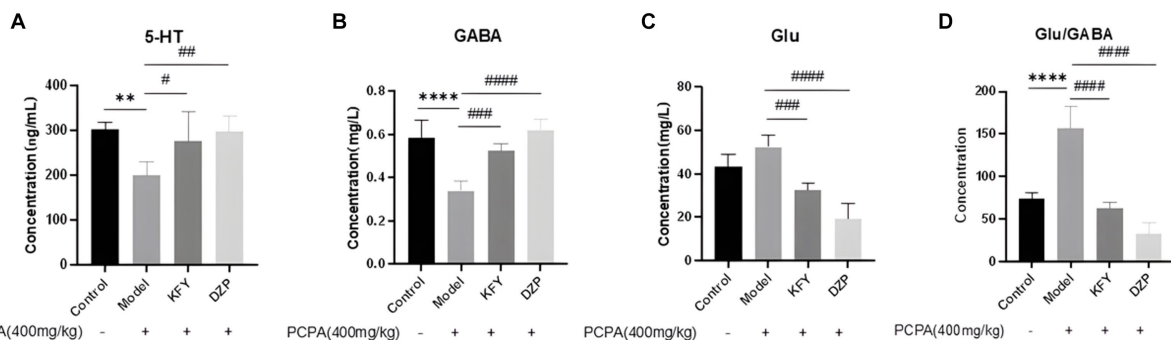 A
5-HT
##
#
**
Concentration(ng/mL)
400
300
200
100
0
Control
Model
KFY
DZP
PA(400mg/kg) - + + +
B
GABA
####
****
###
Concentration(mg/L)
0.8
0.6
0.4
0.2
0.0
Control
Model
KFY
DZP
PCPA(400mg/kg) - + + +
C
Glu
####
###
Concentration(mg/L)
80
60
40
20
0
Control
Model
KFY
DZP
PCPA(400mg/kg) - + + +
D
Glu/GABA
####
****
####
Concentration
200
150
100
50
0
Control
Model
KFY
DZP
PCPA(400mg/kg) - + + +